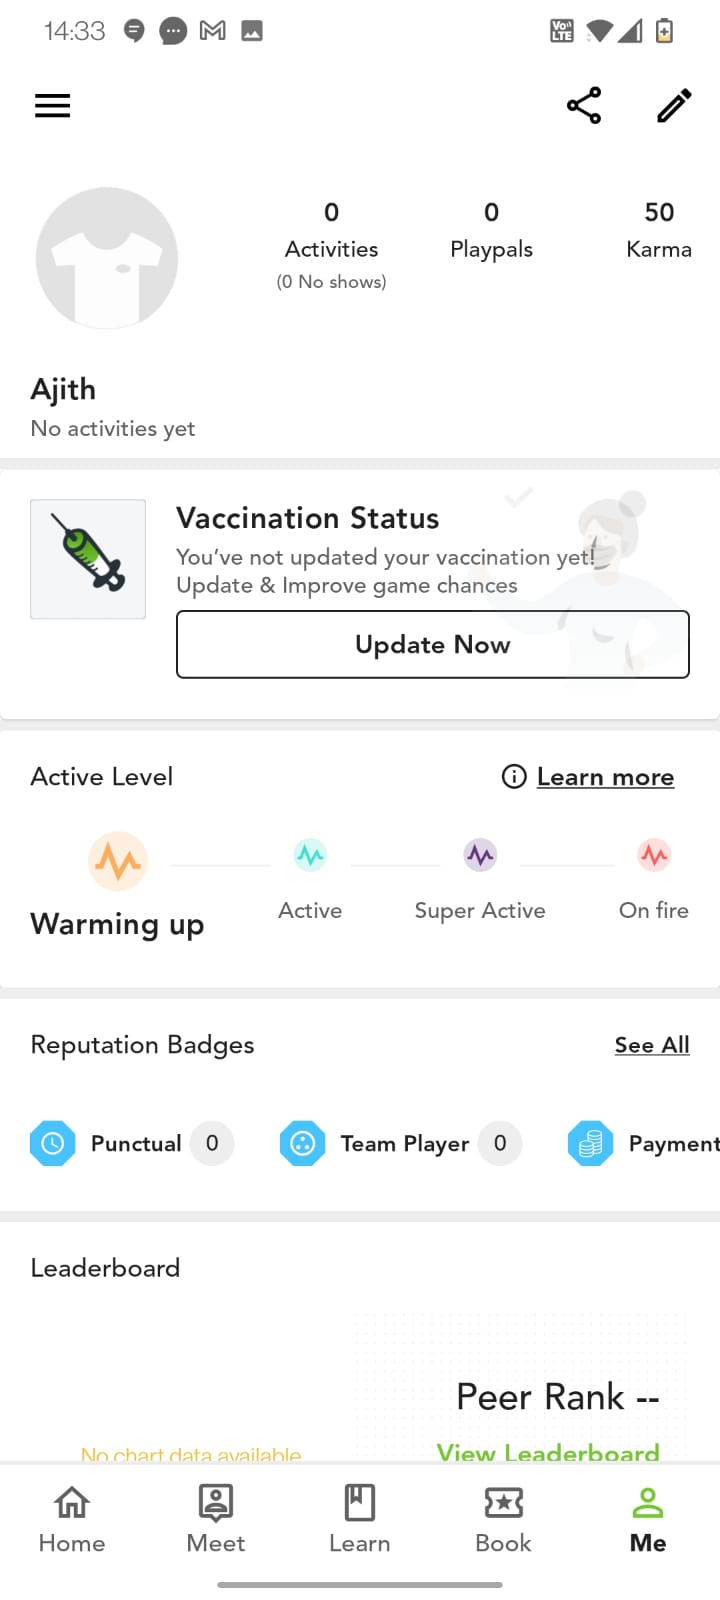 14:33
Vo)) LTE
0
Activities
(0 No shows)
0
Playpals
50
Karma
Ajith
No activities yet
Vaccination Status
You’ve not updated your vaccination yet!
Update & Improve game chances
Update Now
Active Level
Learn more
Warming up
Active
Super Active
On fire
Reputation Badges
See All
Punctual 0
Team Player 0
Payment
Leaderboard
Peer Rank --
No chart data available
View Leaderboard
Home
Meet
Learn
Book
Me